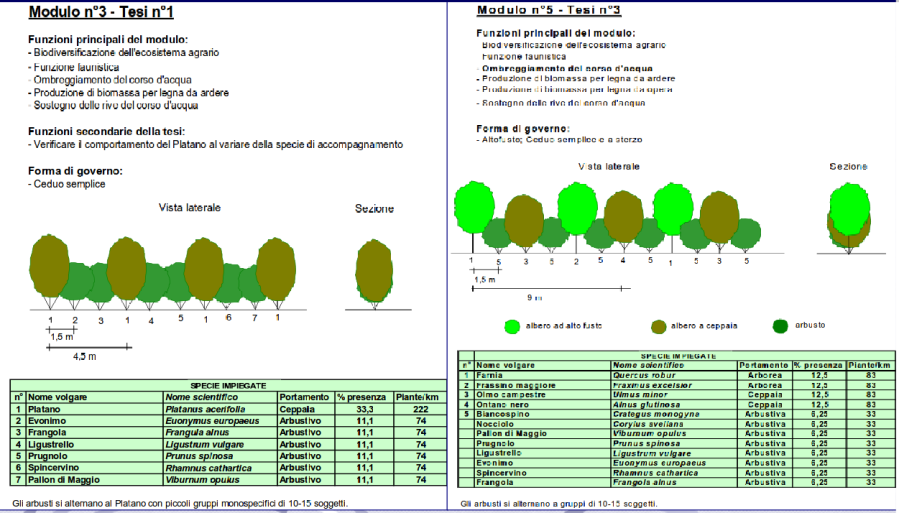 Modulo n°3 - Tesi n°1
Funzioni principali del modulo:
- Biodiversificazione dell'ecosistema agrario
- Funzione faunistica
- Ombreggiamento del corso d'acqua
- Produzione di biomassa per legna da ardere
- Sostegno delle rive del corso d'acqua
Funzioni secondarie della tesi:
- Verificare il comportamento del Platano al variare della specie di accompagnamento
Forma di governo:
- Ceduo semplice
Vista laterale Sezione
1 2 3 1 4 5 1 6 7 1
1,5 m
4,5 m
SPECIE IMPIEGATE
n° Nome volgare Nome scientifico Portamento % presenza Piante/km
1 Platano Platanus acerifolia Ceppaia 33,3 222
2 Evonimo Euonymus europaeus Arbustivo 11,1 74
3 Frangola Frangula alnus Arbustivo 11,1 74
4 Ligustrello Ligustrum vulgare Arbustivo 11,1 74
5 Prugnolo Prunus spinosa Arbustivo 11,1 74
6 Spincervino Rhamnus cathartica Arbustivo 11,1 74
7 Pallon di Maggio Viburnum opulus Arbustivo 11,1 74
Gli arbusti si alternano al Platano con piccoli gruppi monospecifici di 10-15 soggetti.
Modulo n°5 - Tesi n°3
Funzioni principali del modulo:
Biodiversificazione dell'ecosistema agrario
Funzione faunistica
- Ombreggiamento del corso d'acqua
- Produzione di biomassa per legna da ardere
- Produzione di biomassa per legna da opera
- Sostegno delle rive del corso d'acqua
Forma di governo:
- Altofusto; Ceduo semplice e a sterzo
Vista laterale Sezione
1 5 3 5 2 5 4 5 1 5 3 5
1,5 m
9 m
albero ad alto fusto albero a ceppaia arbusto
SPECIE IMPIEGATE
n° Nome volgare Nome scientifico Portamento % presenza Piante/km
1 Farnia Quercus robur Arborea 12,5 83
2 Frassino maggiore Fraxinus excelsior Arborea 12,5 83
3 Olmo campestre Ulmus minor Ceppaia 12,5 83
4 Ontano nero Alnus glutinosa Ceppaia 12,5 83
5 Biancospino Crategus monogyna Arbustiva 6,25 33
Nocciolo Corylus avellana Arbustiva 6,25 33
Pallon di Maggio Viburnum opulus Arbustiva 6,25 33
Prugnolo Prunus spinosa Arbustiva 6,25 33
Ligustrello Ligustrum vulgare Arbustiva 6,25 33
Evonimo Euonymus europaeus Arbustiva 6,25 33
Spincervino Rhamnus cathartica Arbustiva 6,25 33
Frangola Frangola alnus Arbustiva 6,25 33
Gli arbusti si alternano a gruppi di 10-15 soggetti.